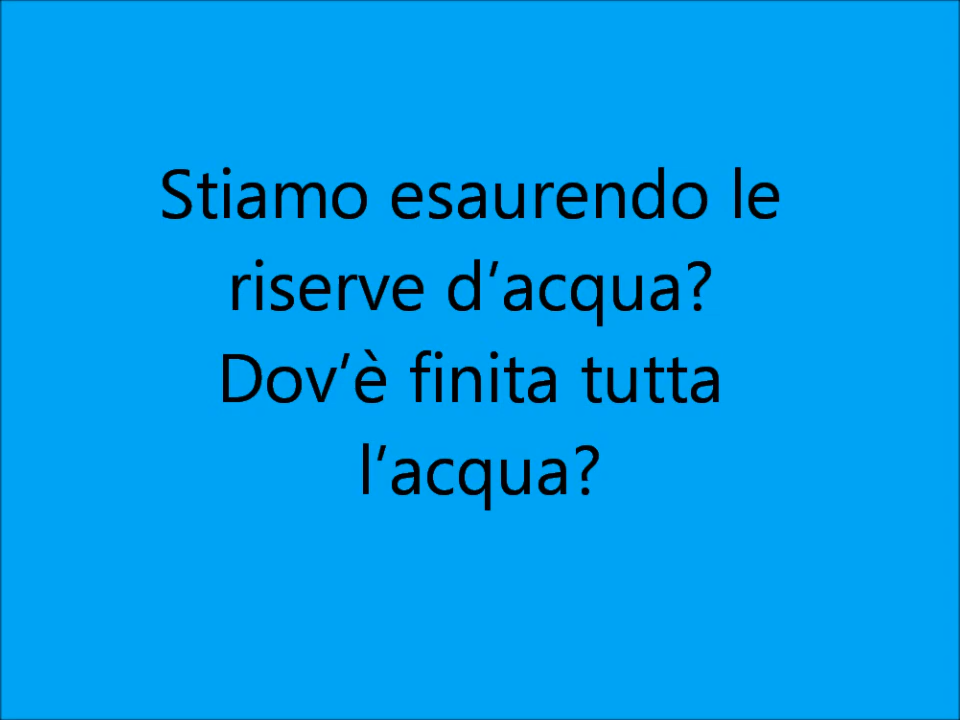 Stiamo esaurendo le
riserve d’acqua?
Dov’è finita tutta
l’acqua?